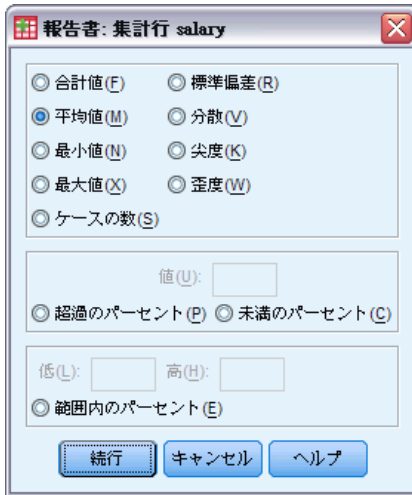 報告書: 集計行 salary
合計値(F) 標準偏差(R)
平均値(M) 分散(V)
最小値(N) 尖度(K)
最大値(X) 歪度(W)
ケースの数(S)
値(U):
超過のパーセント(P) 未満のパーセント(C)
低(L): 高(H):
範囲内のパーセント(E)
続行 キャンセル ヘルプ